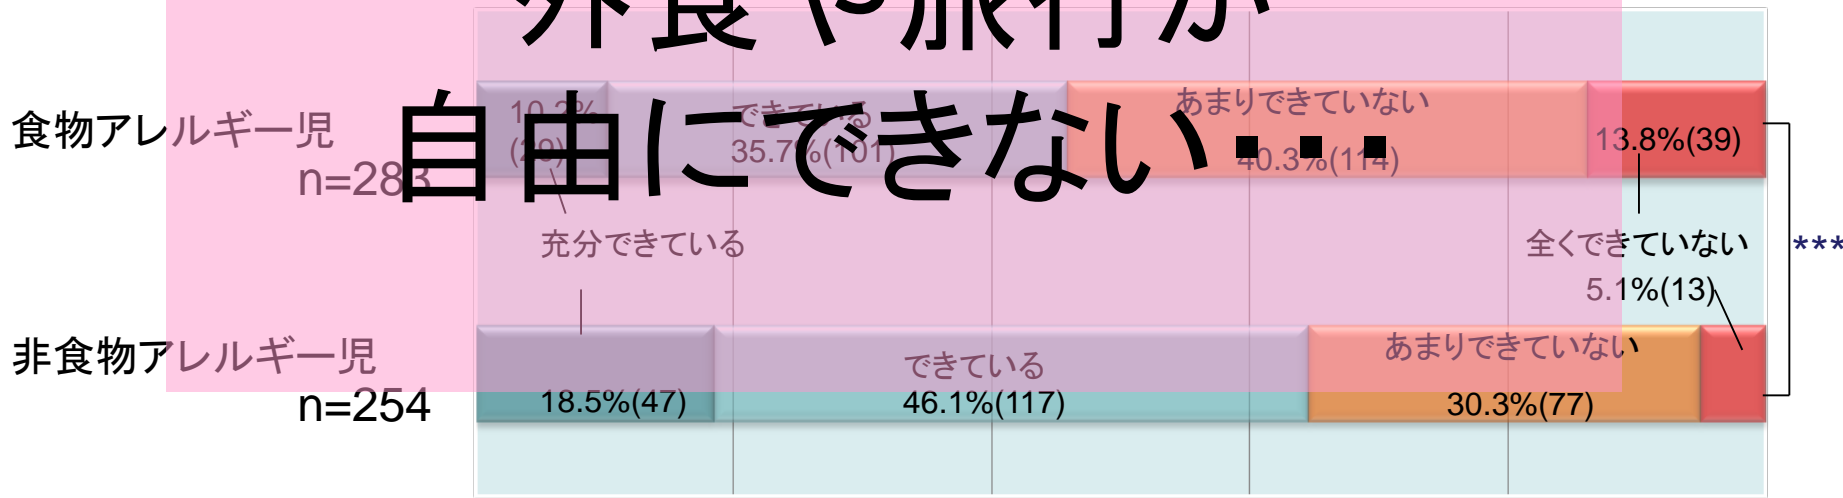 外食や旅行が
自由にできない・・・
食物アレルギー児
n=283
10.2%
(29)
できている
35.7%(101)
あまりできていない
40.3%(114)
13.8%(39)
充分できている
全くできていない
5.1%(13)
***
非食物アレルギー児
n=254
18.5%(47)
できている
46.1%(117)
あまりできていない
30.3%(77)